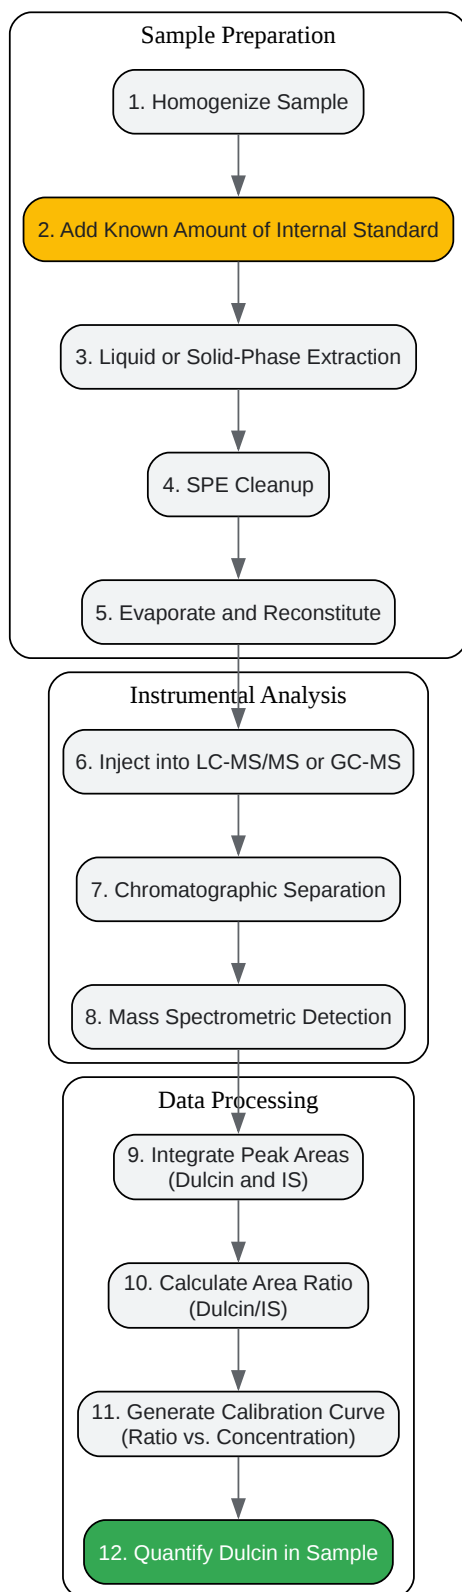 Sample Preparation
1. Homogenize Sample
2. Add Known Amount of Internal Standard
3. Liquid or Solid-Phase Extraction
4. SPE Cleanup
5. Evaporate and Reconstitute
Instrumental Analysis
6. Inject into LC-MS/MS or GC-MS
7. Chromatographic Separation
8. Mass Spectrometric Detection
Data Processing
9. Integrate Peak Areas
(Dulcin and IS)
10. Calculate Area Ratio
(Dulcin/IS)
11. Generate Calibration Curve
(Ratio vs. Concentration)
12. Quantify Dulcin in Sample